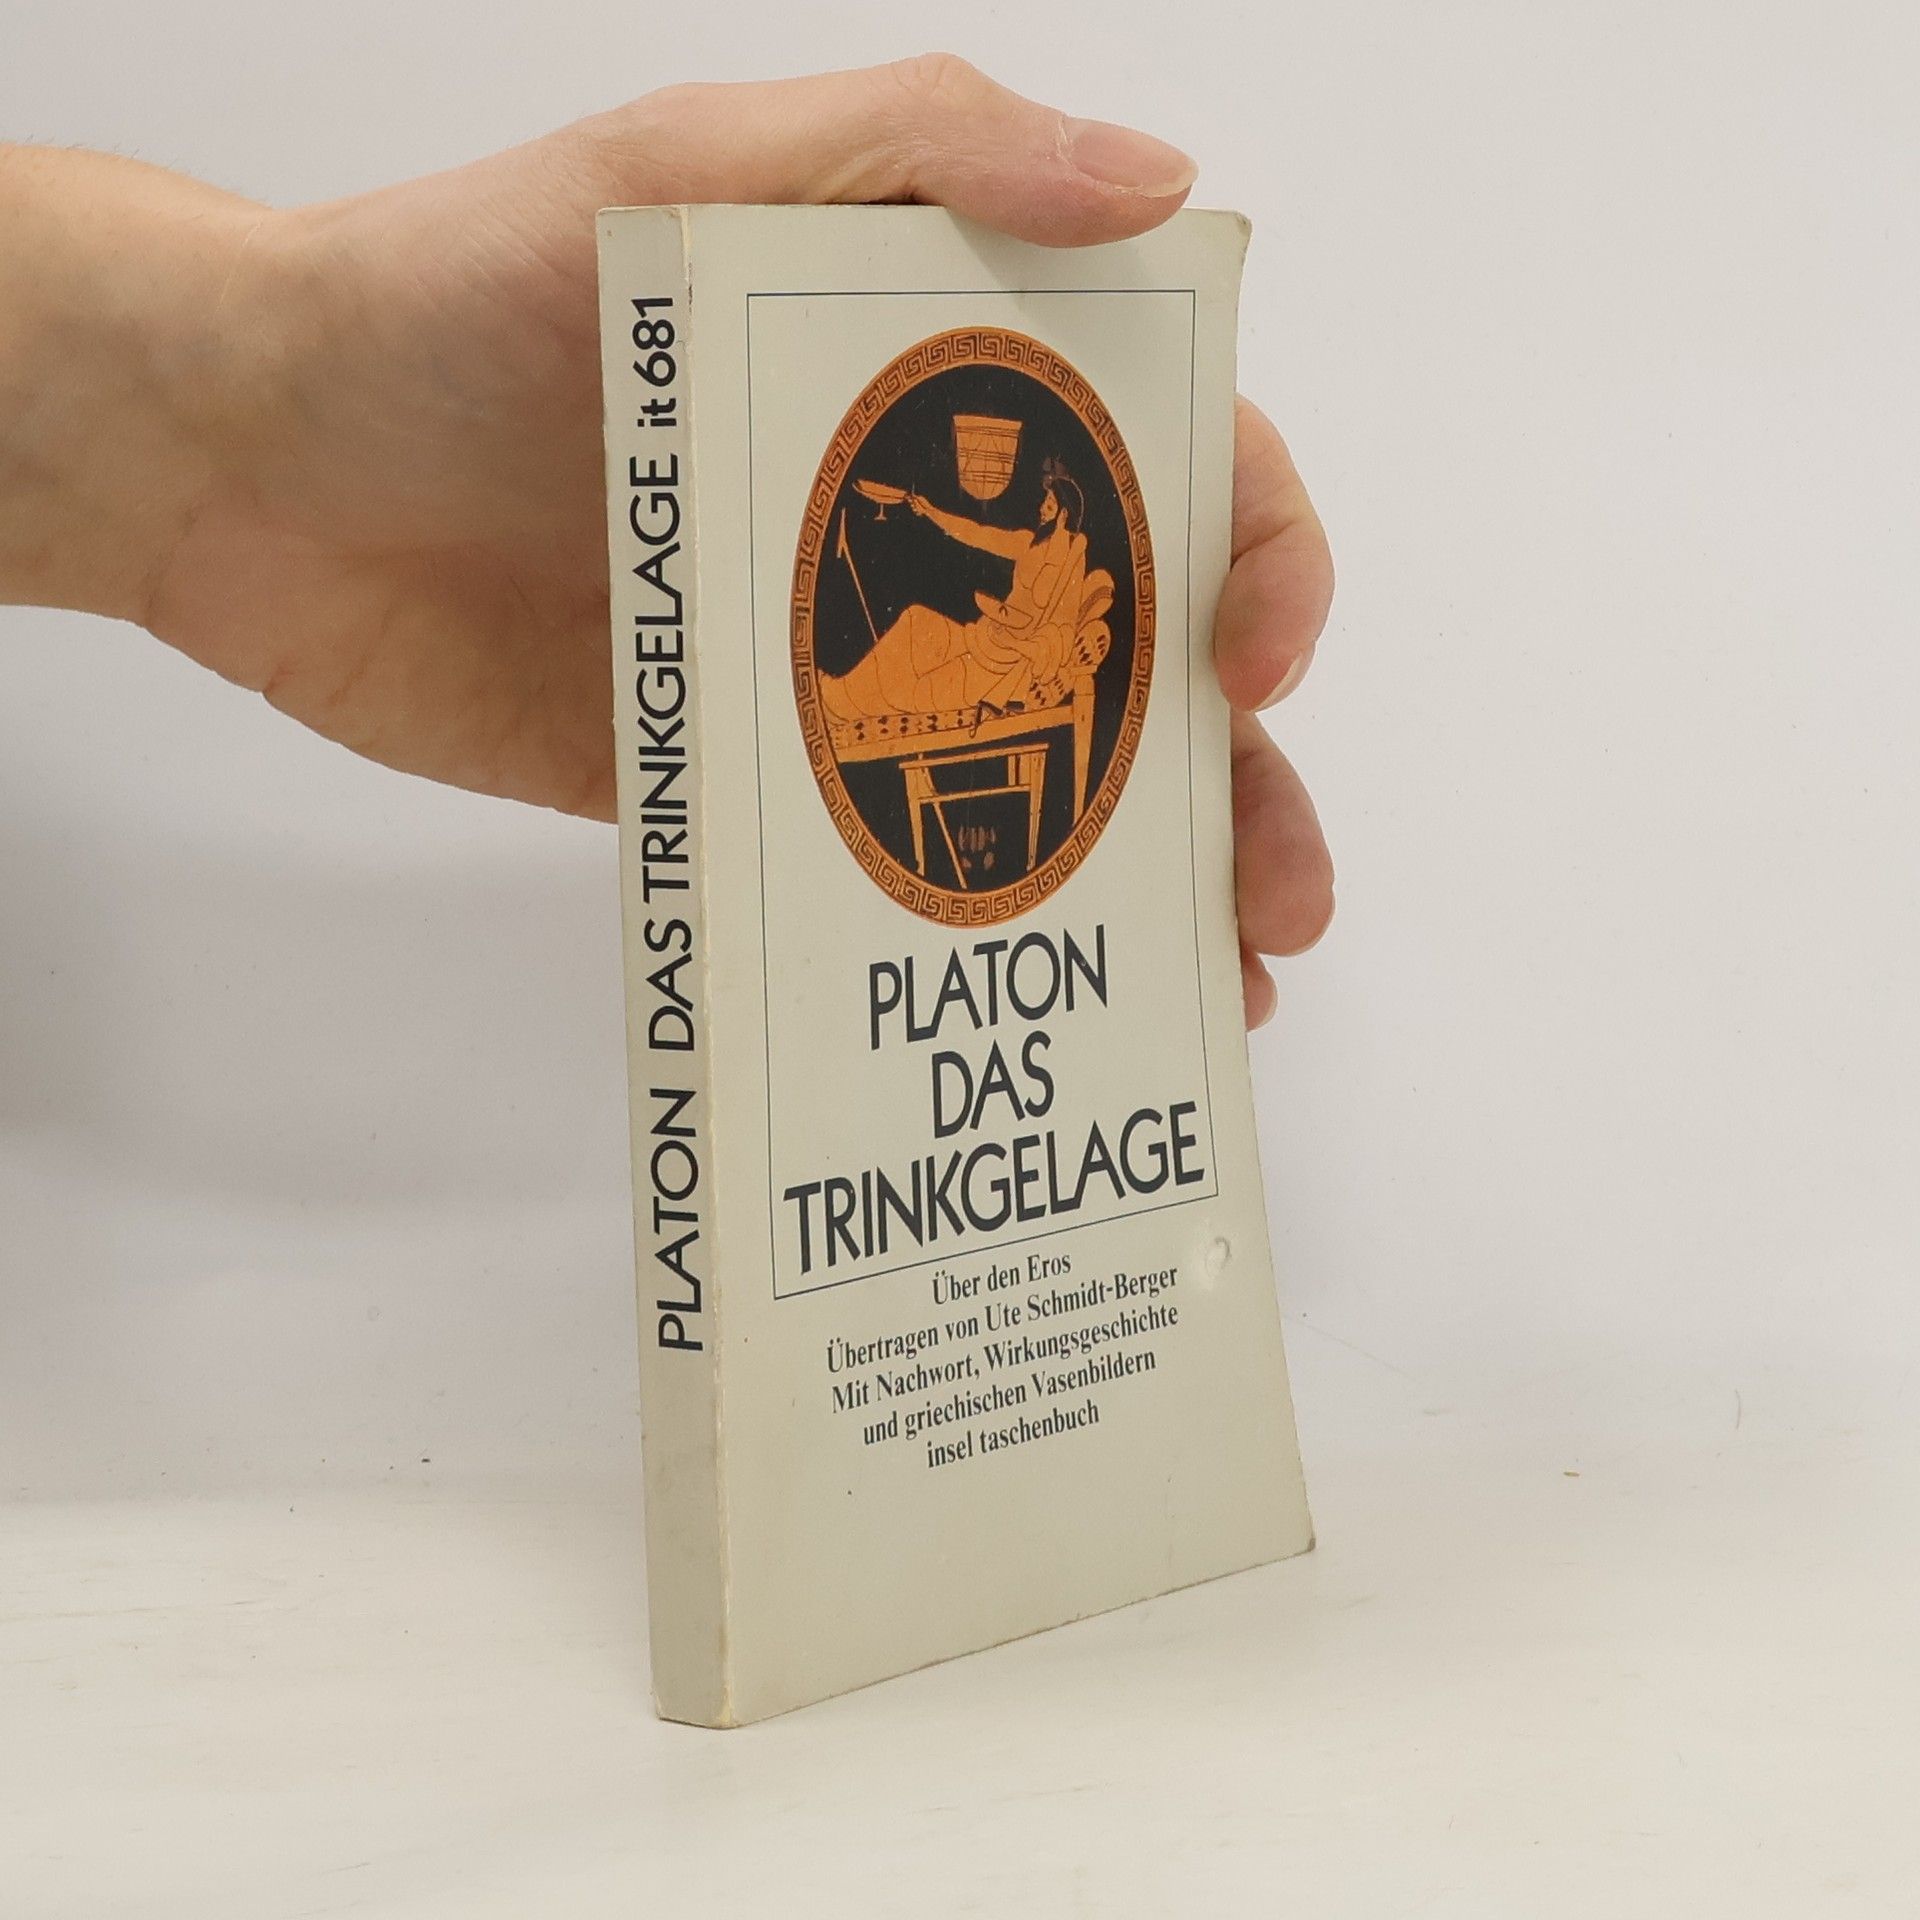 PLATON DAS TRINKGELAGE it 681
PLATON
DAS
TRINKGELAGE
Über den Eros
Übertragen von Ute Schmidt-Berger
Mit Nachwort, Wirkungsgeschichte
und griechischen Vasenbildern
insel taschenbuch